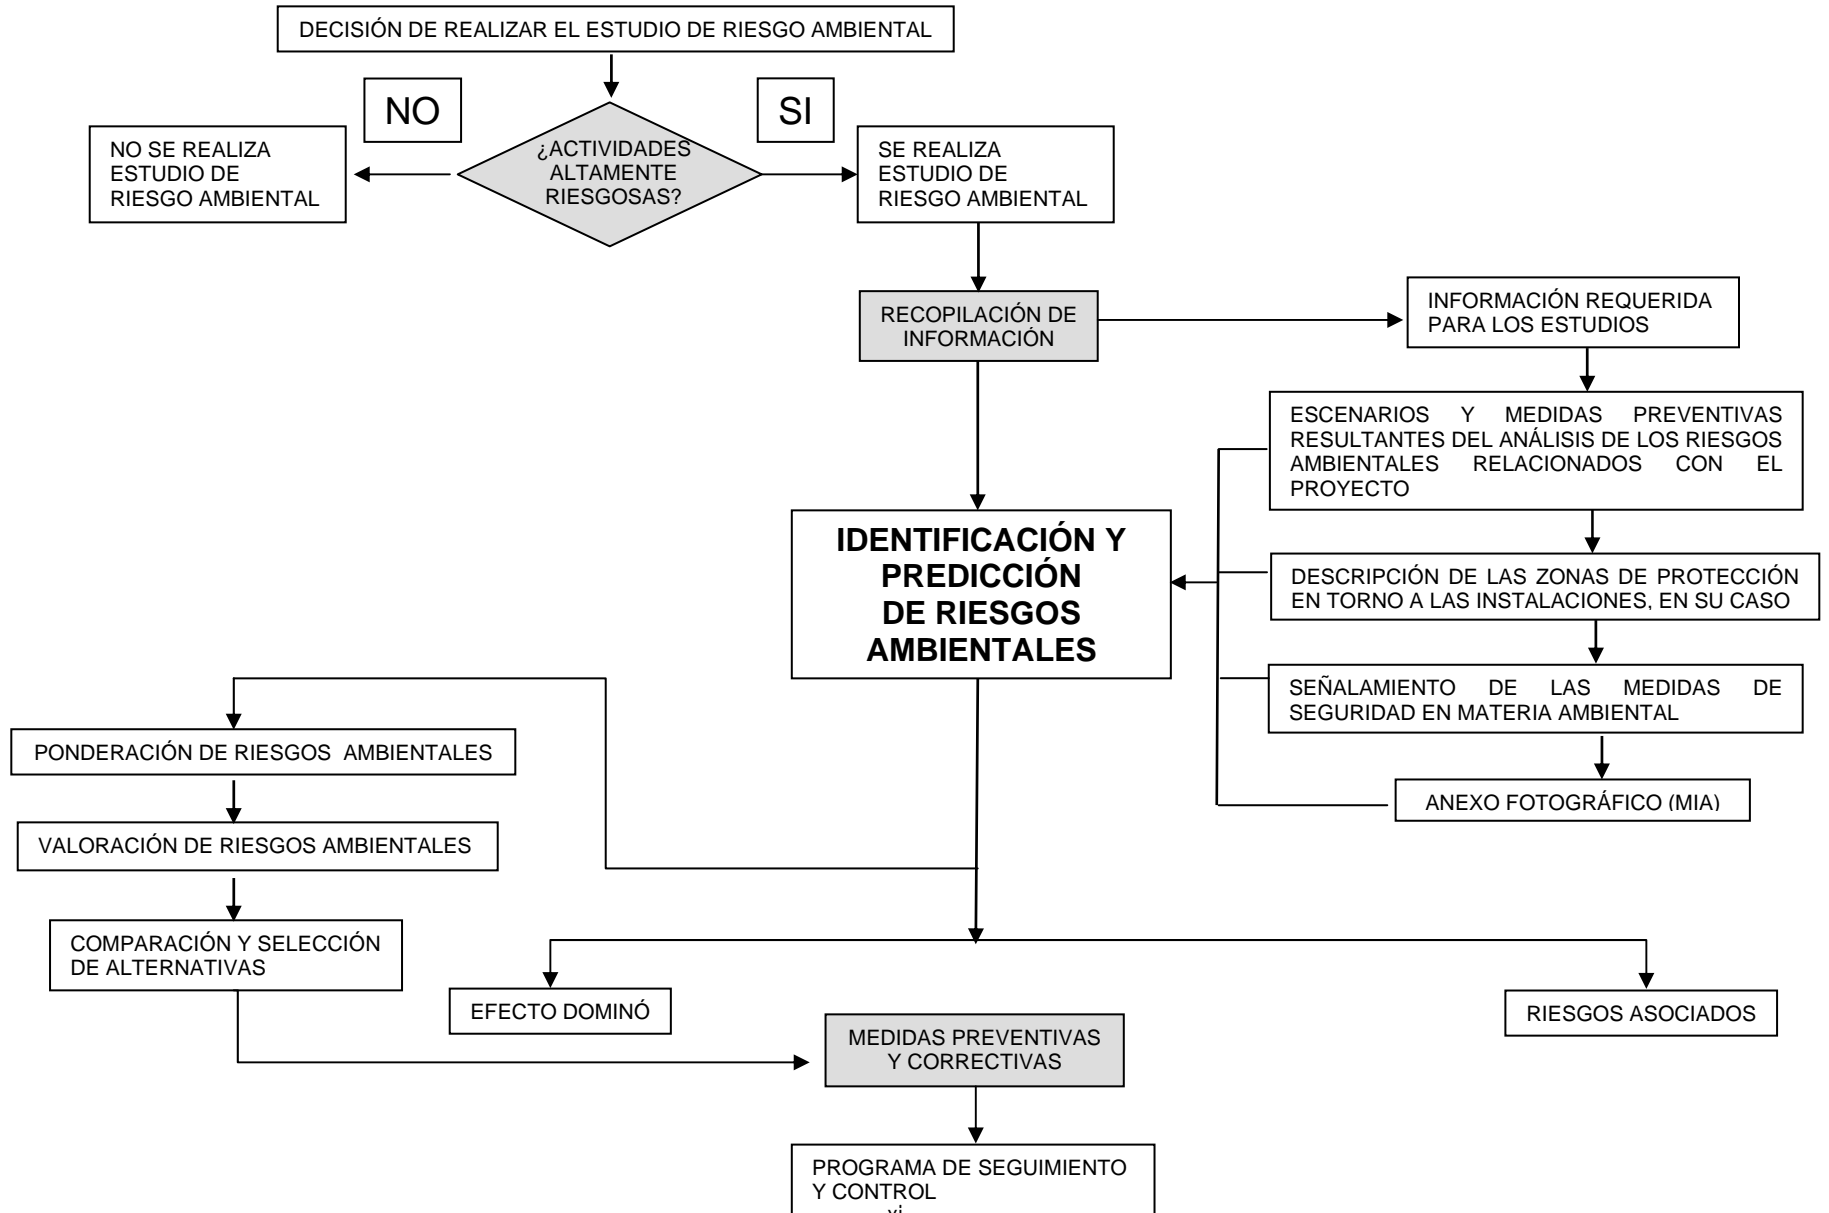 DECISIÓN DE REALIZAR EL ESTUDIO DE RIESGO AMBIENTAL
NO
SI
¿ACTIVIDADES
ALTAMENTE
RIESGOSAS?
NO SE REALIZA
ESTUDIO DE
RIESGO AMBIENTAL
SE REALIZA
ESTUDIO DE
RIESGO AMBIENTAL
RECOPILACIÓN DE
INFORMACIÓN
INFORMACIÓN REQUERIDA
PARA LOS ESTUDIOS
ESCENARIOS Y MEDIDAS PREVENTIVAS
RESULTANTES DEL ANÁLISIS DE LOS RIESGOS
AMBIENTALES RELACIONADOS CON EL
PROYECTO
IDENTIFICACIÓN Y
PREDICCIÓN
DE RIESGOS
AMBIENTALES
DESCRIPCIÓN DE LAS ZONAS DE PROTECCIÓN
EN TORNO A LAS INSTALACIONES, EN SU CASO
SEÑALAMIENTO DE LAS MEDIDAS DE
SEGURIDAD EN MATERIA AMBIENTAL
ANEXO FOTOGRÁFICO (MIA)
PONDERACIÓN DE RIESGOS AMBIENTALES
VALORACIÓN DE RIESGOS AMBIENTALES
COMPARACIÓN Y SELECCIÓN
DE ALTERNATIVAS
EFECTO DOMINÓ
RIESGOS ASOCIADOS
MEDIDAS PREVENTIVAS
Y CORRECTIVAS
PROGRAMA DE SEGUIMIENTO
Y CONTROL
xi